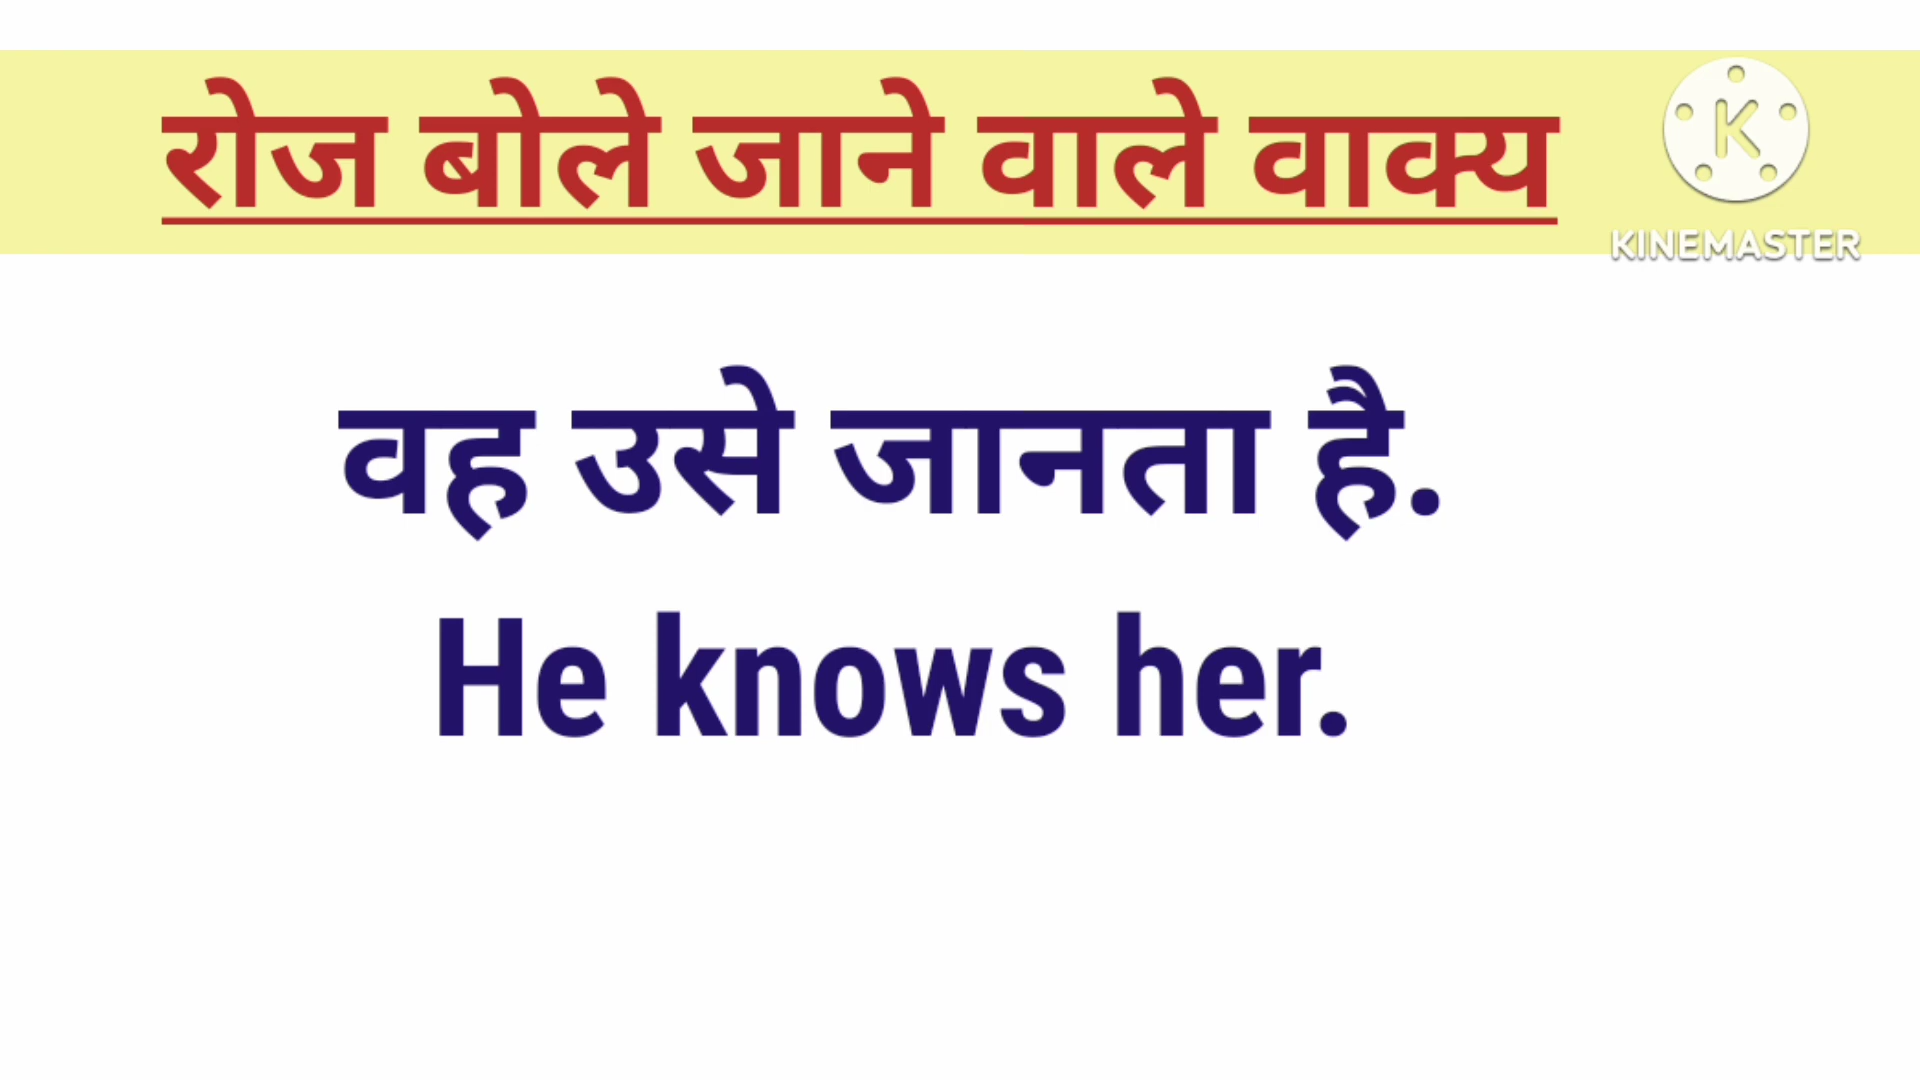 रोज बोले जाने वाले वाक्य
K
KINEMASTER
वह उसे जानता है.
He knows her.